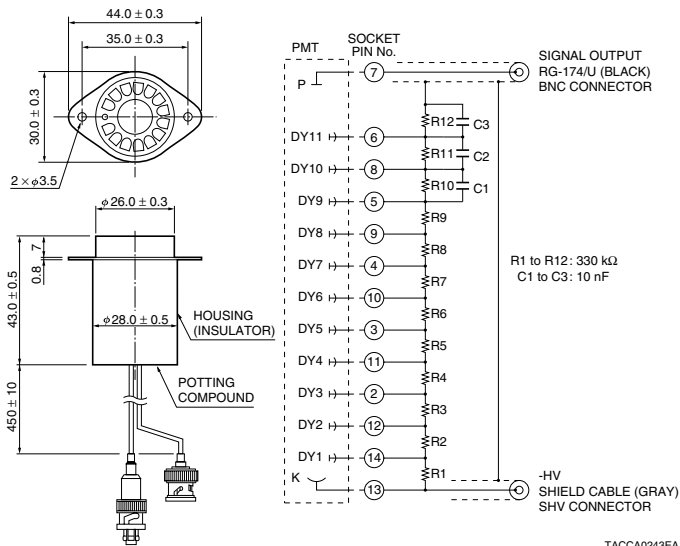 44.0 ± 0.3
35.0 ± 0.3
30.0 ± 0.3
2 × φ3.5
φ26.0 ± 0.3
7
0.8
43.0 ± 0.5
φ28.0 ± 0.5
HOUSING
(INSULATOR)
POTTING
COMPOUND
450 ± 10
PMT
SOCKET
PIN No.
P
7
SIGNAL OUTPUT
RG-174/U (BLACK)
BNC CONNECTOR
R12
C3
DY11
6
R11
C2
DY10
8
R10
C1
DY9
5
R9
DY8
9
R8
DY7
4
R7
DY6
10
R6
DY5
3
R5
DY4
11
R4
DY3
2
R3
DY2
12
R2
DY1
14
R1
K
13
R1 to R12: 330 kΩ
C1 to C3: 10 nF
-HV
SHIELD CABLE (GRAY)
SHV CONNECTOR
TACCA0243EA